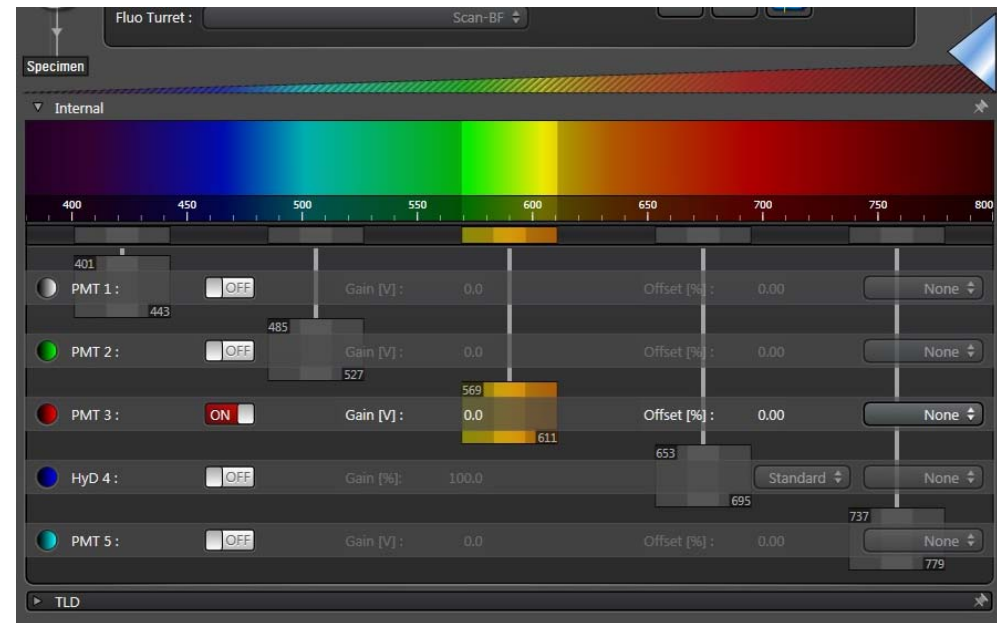 Fluo Turret : Scan-BF
Specimen
Internal
400 450 500 550 600 650 700 750 800
401
PMT 1 : OFF Gain [V] : 0.0 Offset [%] : 0.00 None
443
485
PMT 2 : OFF Gain [V] : 0.0 Offset [%] : 0.00 None
527
569
PMT 3 : ON Gain [V] : 0.0 Offset [%] : 0.00 None
611
653
HyD 4 : OFF Gain [%]: 100.0 Standard None
695
737
PMT 5 : OFF Gain [V] : 0.0 Offset [%] : 0.00 None
779
TLD